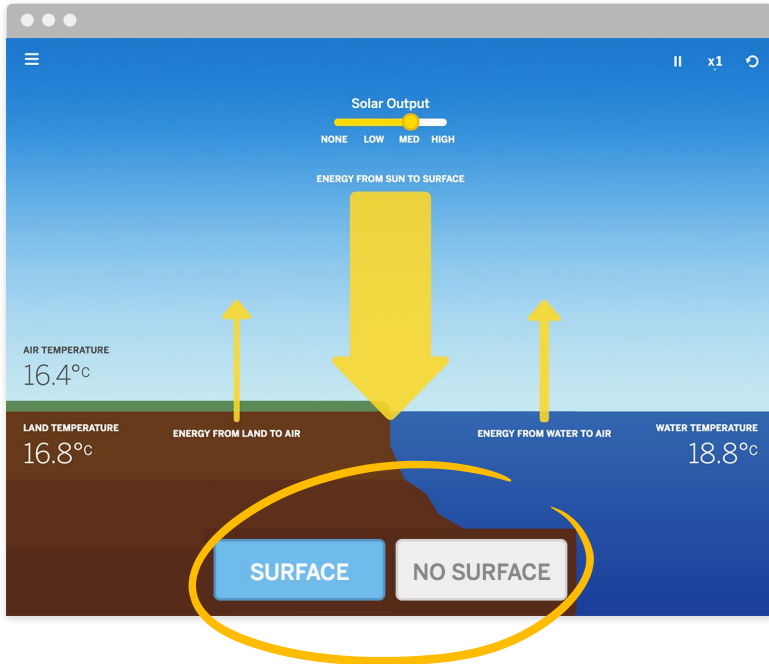 x1
Solar Output
NONE LOW MED HIGH
ENERGY FROM SUN TO SURFACE
AIR TEMPERATURE
16.4°C
LAND TEMPERATURE
16.8°C
ENERGY FROM LAND TO AIR
ENERGY FROM WATER TO AIR
WATER TEMPERATURE
18.8°C
SURFACE
NO SURFACE